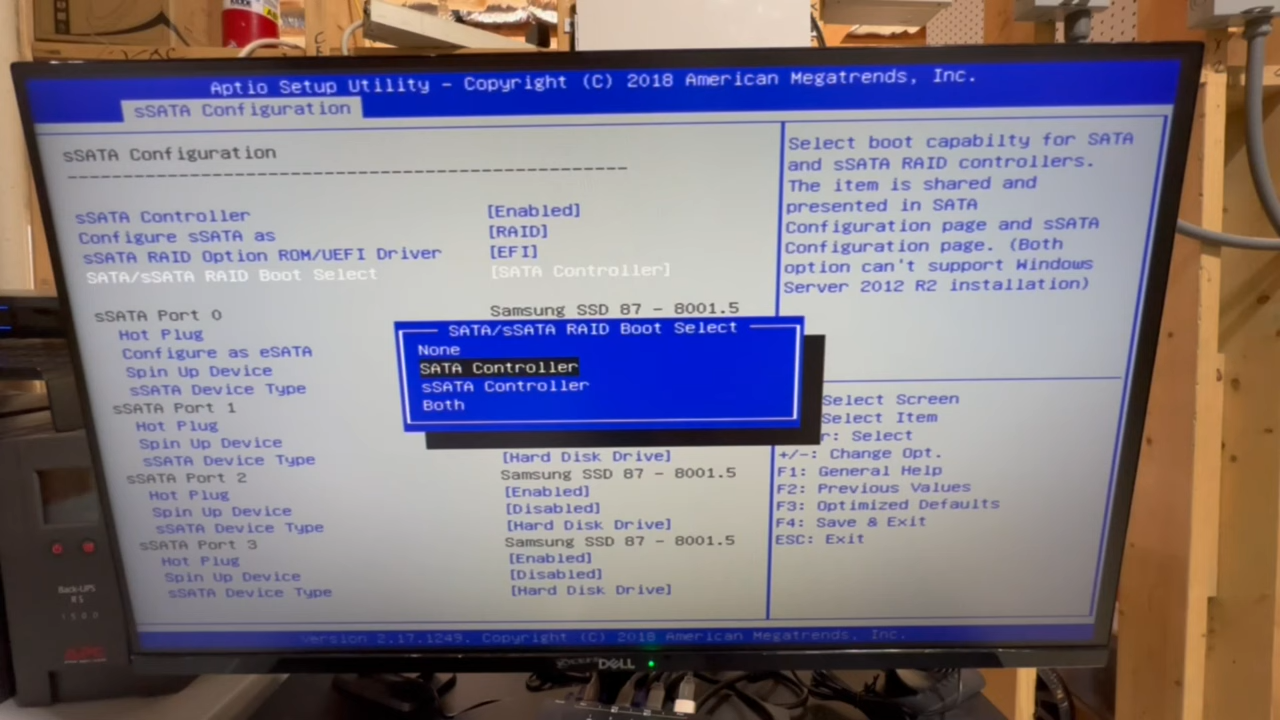 Aptio Setup Utility - Copyright (C) 2018 American Megatrends, Inc.
sSATA Configuration
sSATA Configuration
------------------------------------------------------------
sSATA Controller [Enabled]
Configure sSATA as [RAID]
sSATA RAID Option ROM/UEFI Driver [EFI]
SATA/sSATA RAID Boot Select [SATA Controller]
sSATA Port 0 Samsung SSD 87 - 8001.5
Hot Plug
Configure as eSATA
Spin Up Device
sSATA Device Type
sSATA Port 1
Hot Plug
Spin Up Device
sSATA Device Type [Hard Disk Drive]
sSATA Port 2 Samsung SSD 87 - 8001.5
Hot Plug [Enabled]
Spin Up Device [Disabled]
sSATA Device Type [Hard Disk Drive]
sSATA Port 3 Samsung SSD 87 - 8001.5
Hot Plug [Enabled]
Spin Up Device [Disabled]
sSATA Device Type [Hard Disk Drive]
SATA/sSATA RAID Boot Select
None
SATA Controller
sSATA Controller
Both
Select boot capabilty for SATA
and sSATA RAID controllers.
The item is shared and
presented in SATA
Configuration page and sSATA
Configuration page. (Both
option can't support Windows
Server 2012 R2 installation)
Select Screen
Select Item
r: Select
+/-: Change Opt.
F1: General Help
F2: Previous Values
F3: Optimized Defaults
F4: Save & Exit
ESC: Exit
Version 2.17.1249. Copyright (C) 2018 American Megatrends, Inc.
DELL
Back-UPS
RS
1500
APC